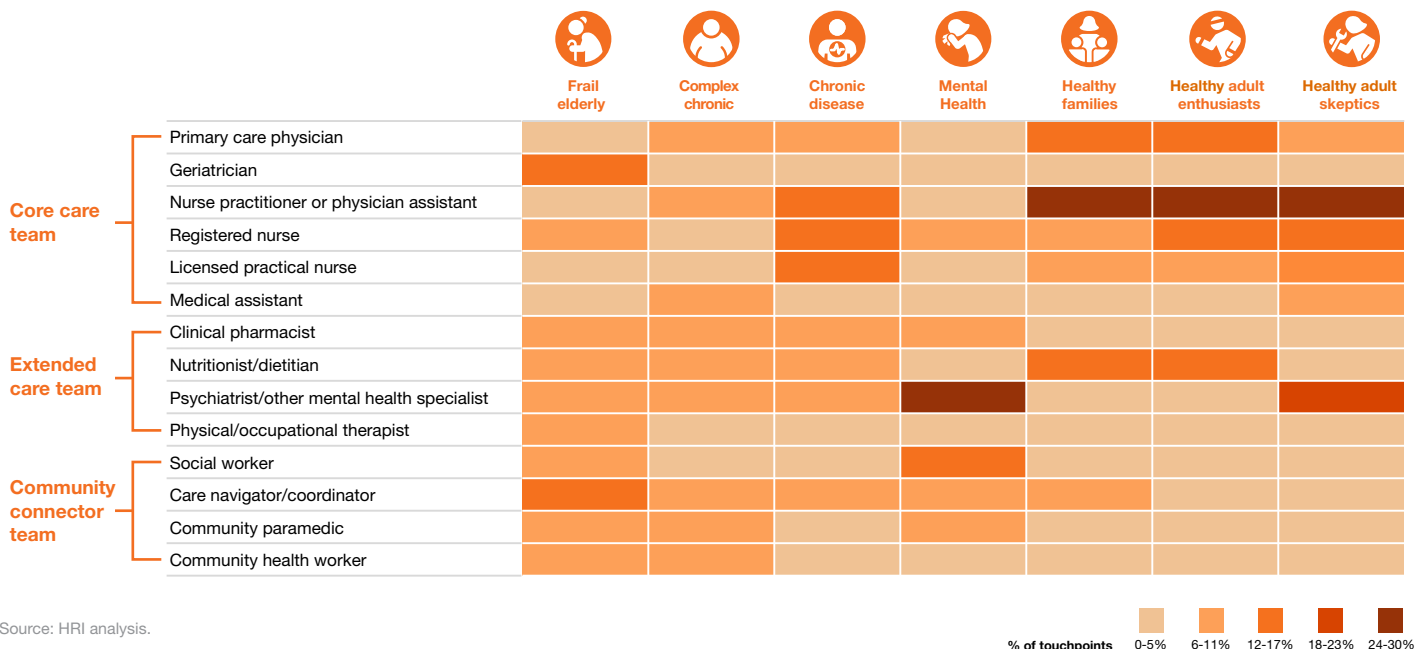 Frail
elderly
Complex
chronic
Chronic
disease
Mental
Health
Healthy
families
Healthy adult
enthusiasts
Healthy adult
skeptics
Core care
team
Primary care physician
Geriatrician
Nurse practitioner or physician assistant
Registered nurse
Licensed practical nurse
Medical assistant
Extended
care team
Clinical pharmacist
Nutritionist/dietitian
Psychiatrist/other mental health specialist
Physical/occupational therapist
Community
connector
team
Social worker
Care navigator/coordinator
Community paramedic
Community health worker
Source: HRI analysis.
% of touchpoints 0-5% 6-11% 12-17% 18-23% 24-30%